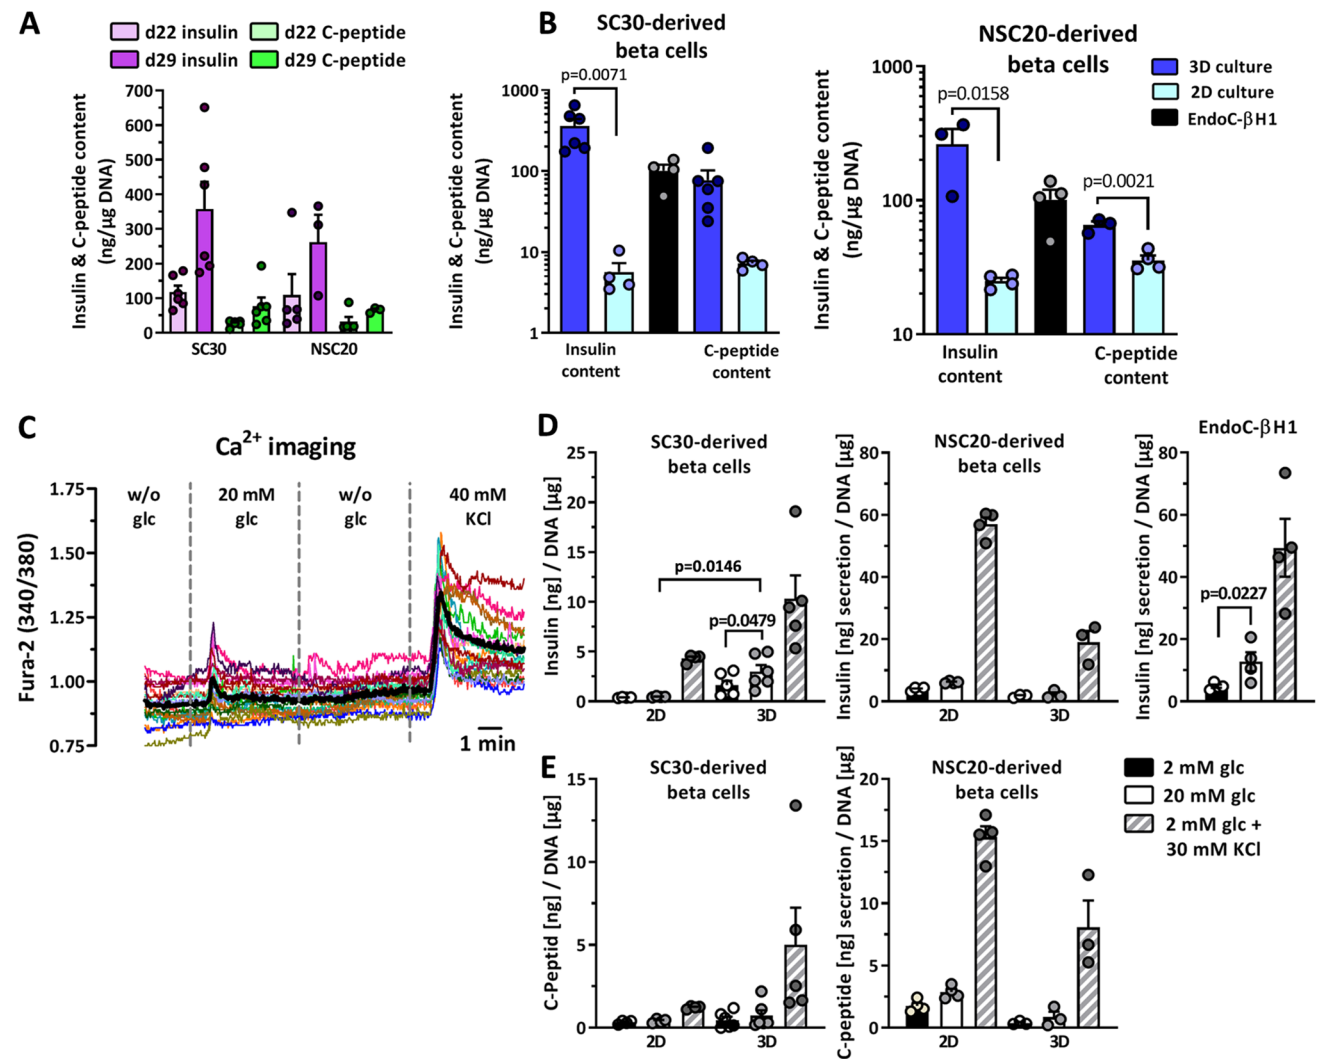 A
d22 insulin
d22 C-peptide
d29 insulin
d29 C-peptide
Insulin & C-peptide content
(ng/µg DNA)
700
600
500
400
300
200
100
0
SC30
NSC20
B
SC30-derived
beta cells
p=0.0071
Insulin & C-peptide content
(ng/µg DNA)
1000
100
10
1
Insulin
content
C-peptide
content
NSC20-derived
beta cells
3D culture
2D culture
EndoC-βH1
p=0.0158
p=0.0021
Insulin & C-peptide content
(ng/µg DNA)
1000
100
10
Insulin
content
C-peptide
content
C
Ca2+ imaging
w/o
glc
20 mM
glc
w/o
glc
40 mM
KCl
Fura-2 (340/380)
1.75
1.50
1.25
1.00
0.75
1 min
D
SC30-derived
beta cells
Insulin [ng] / DNA [µg]
25
20
15
10
5
0
p=0.0146
p=0.0479
2D
3D
NSC20-derived
beta cells
Insulin [ng] secretion / DNA [µg]
80
60
40
20
0
2D
3D
EndoC-βH1
Insulin [ng] secretion / DNA [µg]
80
60
40
20
0
p=0.0227
E
SC30-derived
beta cells
C-Peptid [ng] / DNA [µg]
15
10
5
0
2D
3D
NSC20-derived
beta cells
C-peptide [ng] secretion / DNA [µg]
20
15
10
5
0
2D
3D
2 mM glc
20 mM glc
2 mM glc +
30 mM KCl